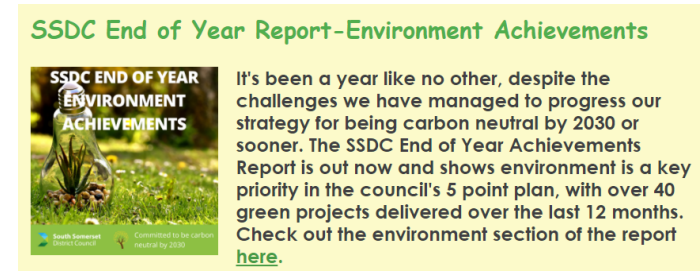 SSDC End of Year Report-Environment Achievements
SSDC END OF YEAR
ENVIRONMENT
ACHIEVEMENTS
South Somerset
District Council
Committed to be carbon
neutral by 2030
It's been a year like no other, despite the
challenges we have managed to progress our
strategy for being carbon neutral by 2030 or
sooner. The SSDC End of Year Achievements
Report is out now and shows environment is a key
priority in the council's 5 point plan, with over 40
green projects delivered over the last 12 months.
Check out the environment section of the report
here.